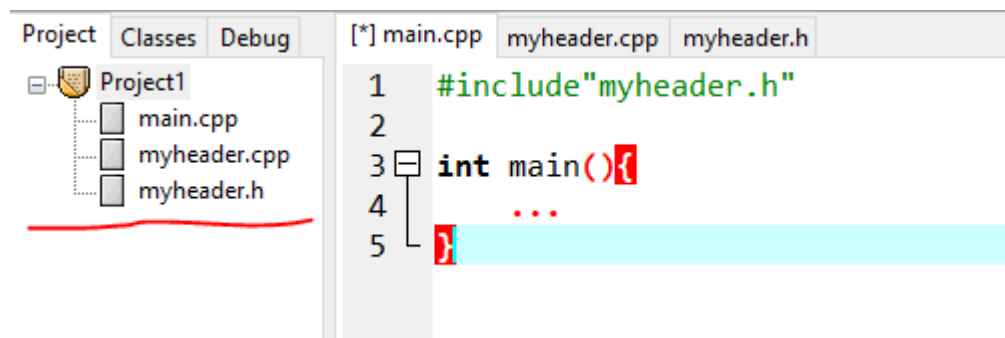 Project Classes Debug
Project1
main.cpp
myheader.cpp
myheader.h
[*] main.cpp myheader.cpp myheader.h
1 #include"myheader.h"
2
3 int main(){
4 ...
5 }